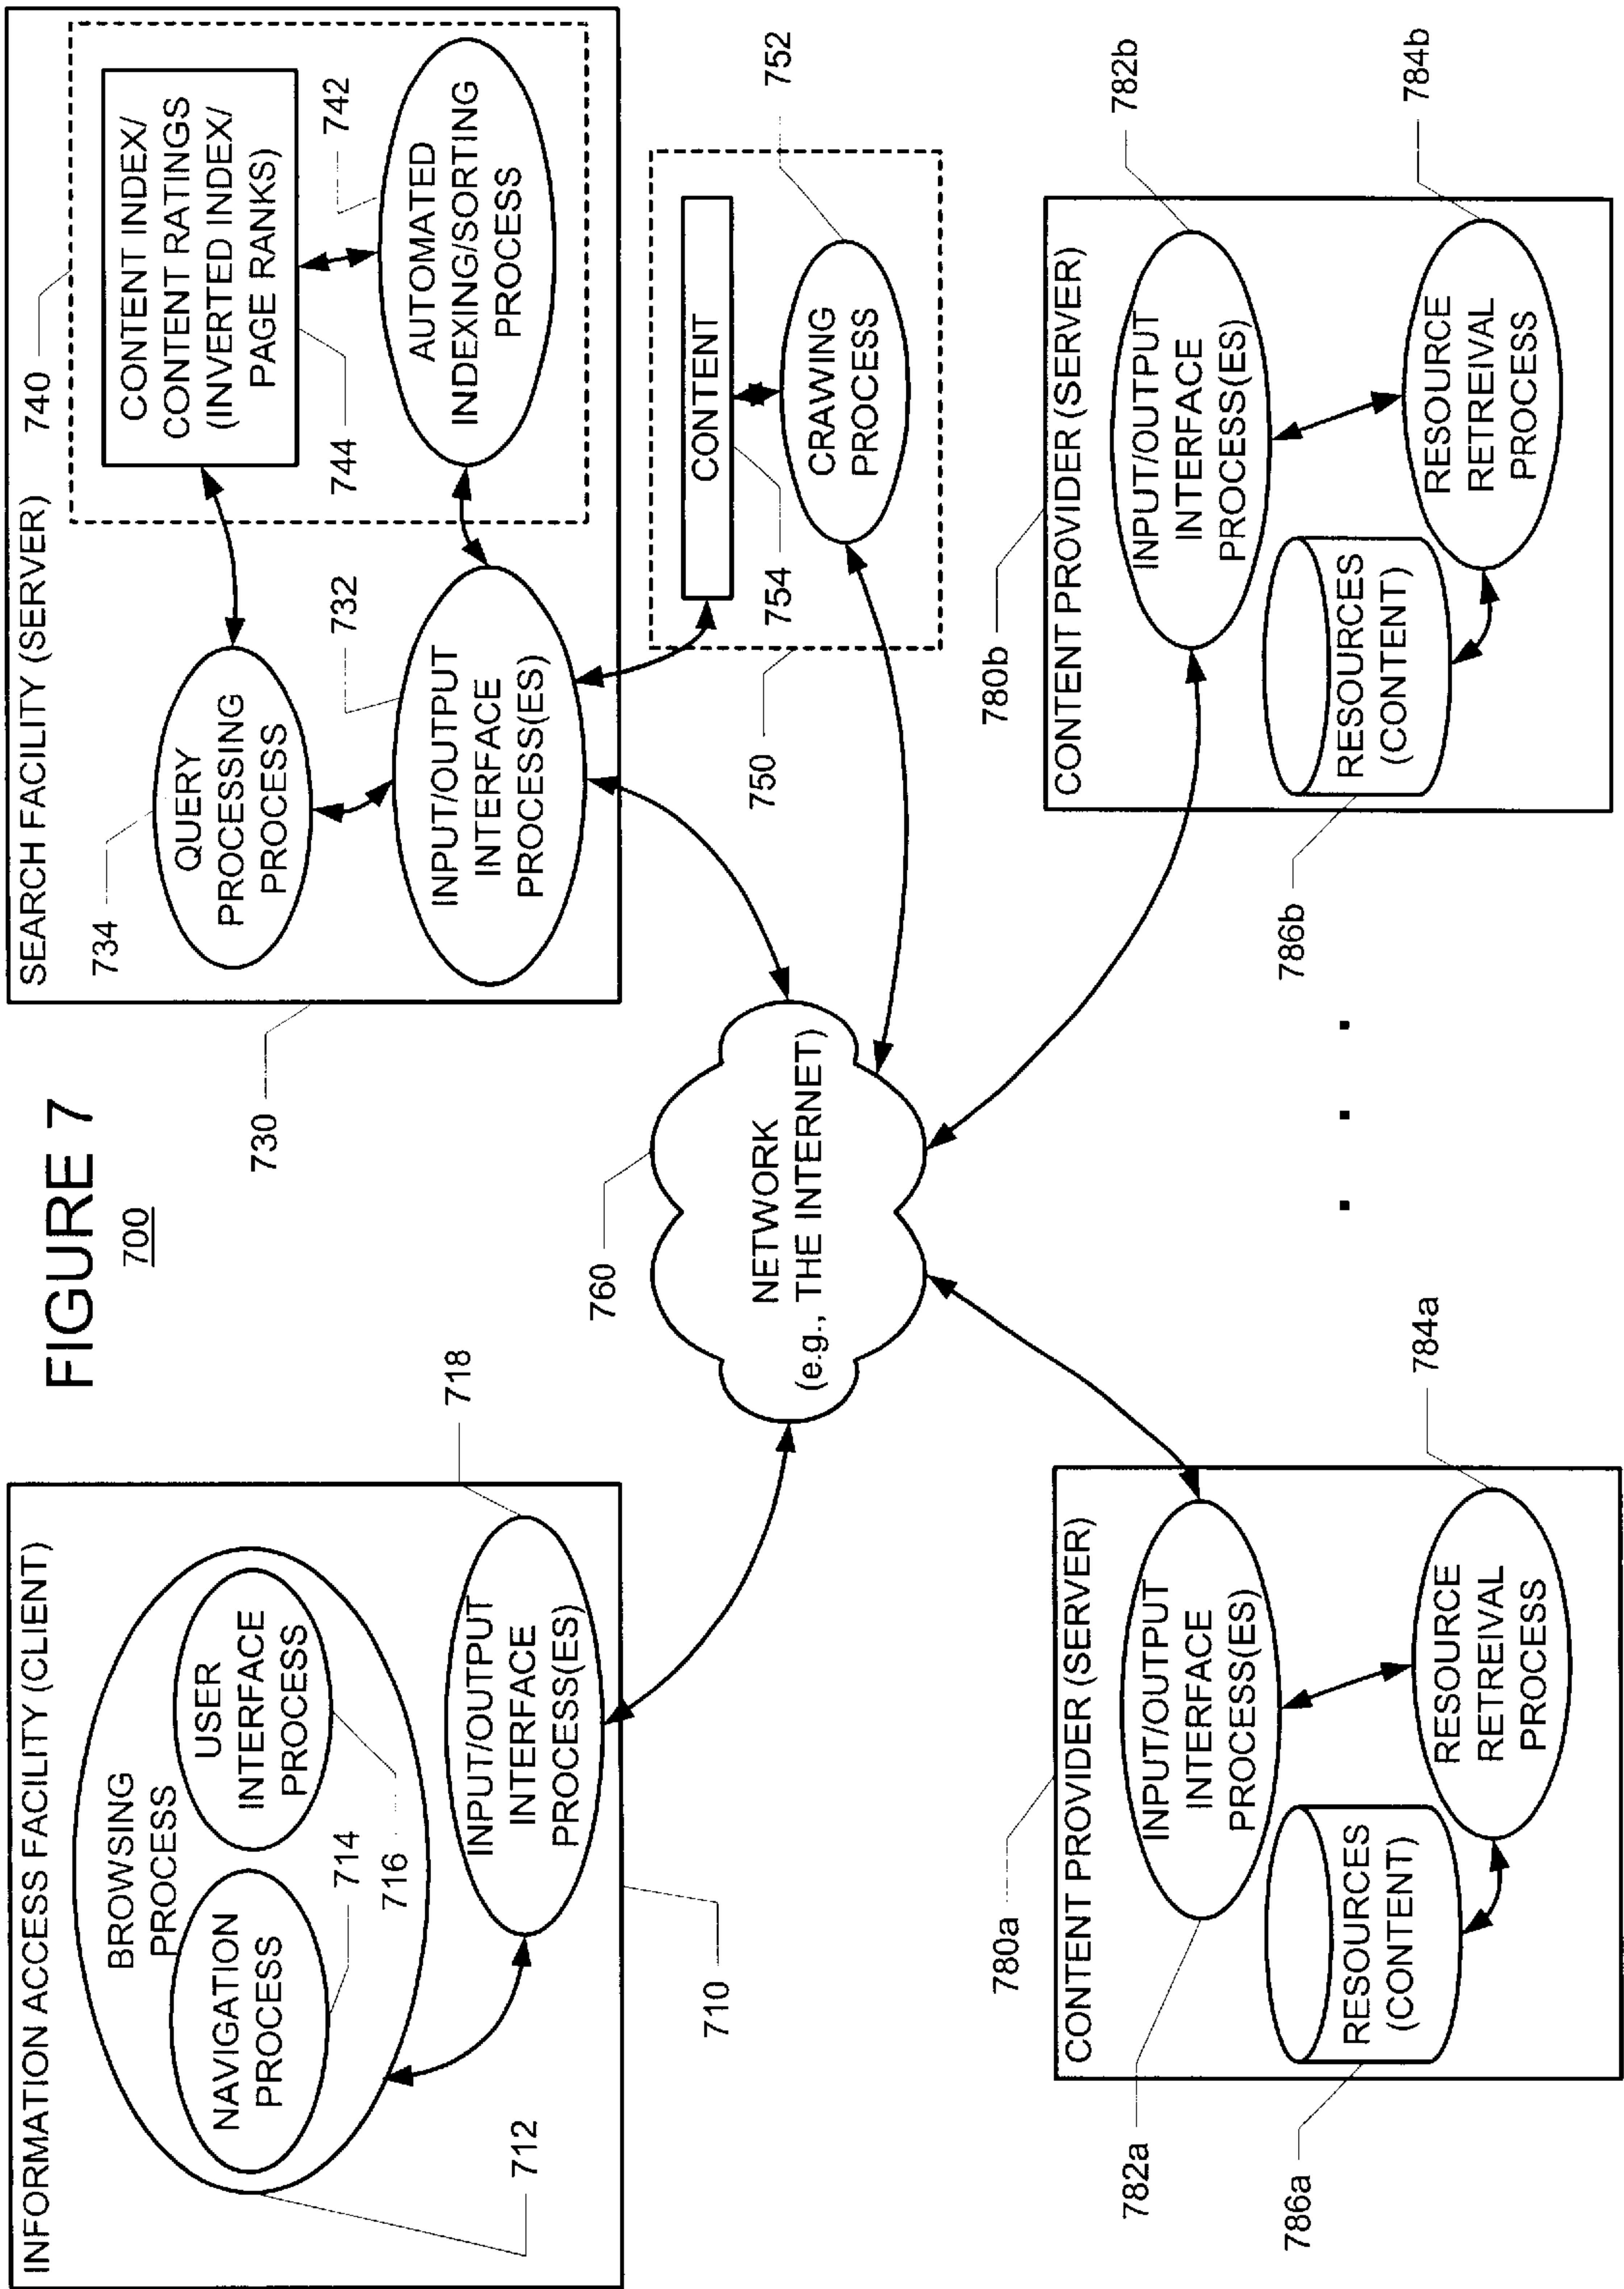 FIGURE 7
700
INFORMATION ACCESS FACILITY (CLIENT)
BROWSING
PROCESS
NAVIGATION
PROCESS
USER
INTERFACE
PROCESS
714
716
712
INPUT/OUTPUT
INTERFACE
PROCESS(ES)
718
710
SEARCH FACILITY (SERVER)
740
734
QUERY
PROCESSING
PROCESS
CONTENT INDEX/
CONTENT RATINGS
(INVERTED INDEX/
PAGE RANKS)
744
742
732
INPUT/OUTPUT
INTERFACE
PROCESS(ES)
AUTOMATED
INDEXING/SORTING
PROCESS
730
CONTENT
754
752
CRAWING
PROCESS
750
760
NETWORK
(e.g., THE INTERNET)
780a
CONTENT PROVIDER (SERVER)
782a
INPUT/OUTPUT
INTERFACE
PROCESS(ES)
786a
RESOURCES
(CONTENT)
RESOURCE
RETREIVAL
PROCESS
784a
. . .
780b
CONTENT PROVIDER (SERVER)
782b
INPUT/OUTPUT
INTERFACE
PROCESS(ES)
786b
RESOURCES
(CONTENT)
RESOURCE
RETREIVAL
PROCESS
784b